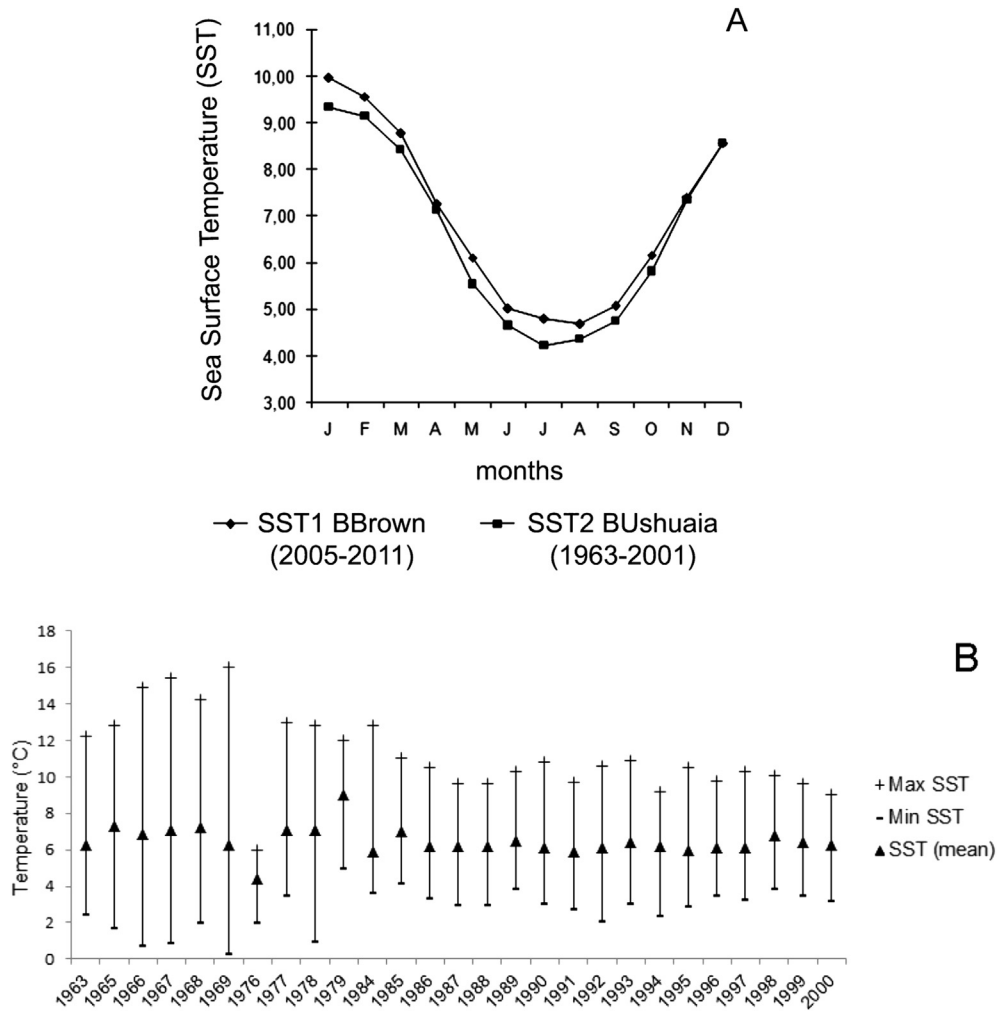 A
Sea Surface Temperature (SST)
11,00
10,00
9,00
8,00
7,00
6,00
5,00
4,00
3,00
J F M A M J J A S O N D
months
SST1 BBrown SST2 BUshuaia
(2005-2011) (1963-2001)
B
Temperature (°C)
18
16
14
12
10
8
6
4
2
0
1963 1965 1966 1967 1968 1969 1976 1977 1978 1979 1984 1985 1986 1987 1988 1989 1990 1991 1992 1993 1994 1995 1996 1997 1998 1999 2000
Max SST
Min SST
SST (mean)